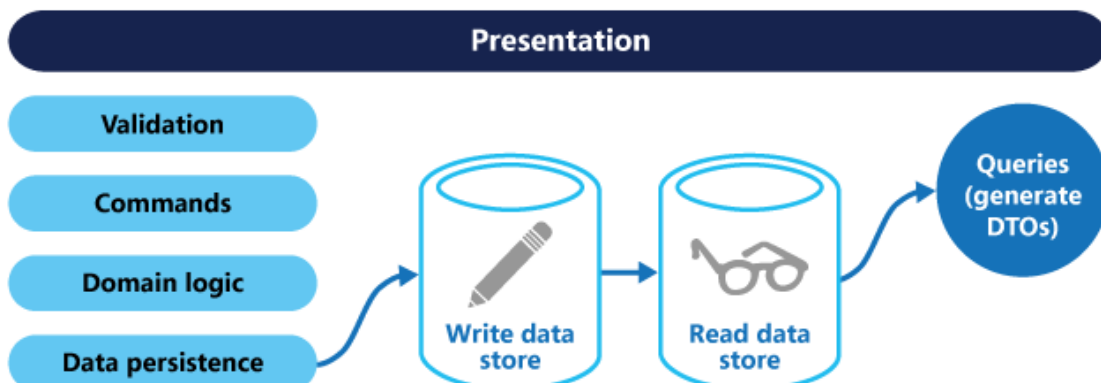 Presentation
Validation
Commands
Domain logic
Data persistence
Write data
store
Read data
store
Queries
(generate
DTOs)